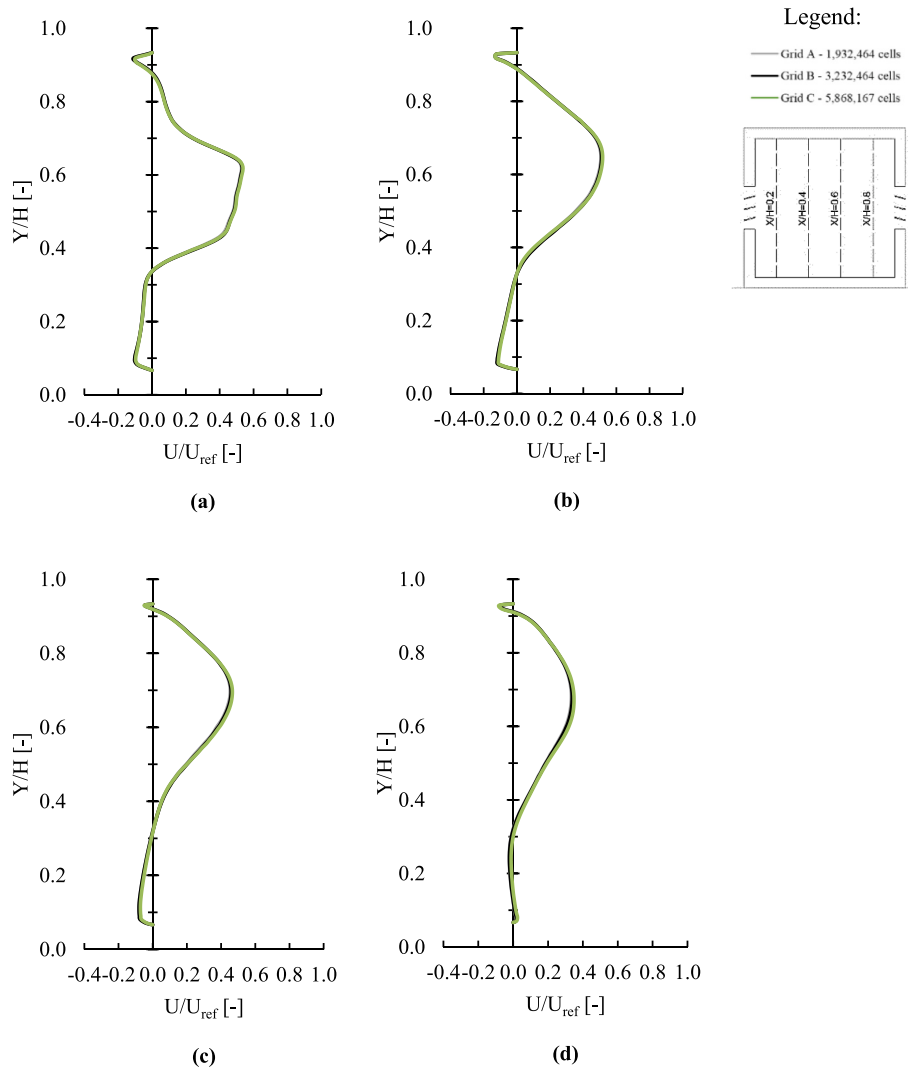 Legend:
Grid A - 1,932,464 cells
Grid B - 3,232,464 cells
Grid C - 5,868,167 cells
X/H=0.2
X/H=0.4
X/H=0.6
X/H=0.8
1.0
0.8
0.6
0.4
0.2
0.0
Y/H [-]
-0.4 -0.2 0.0 0.2 0.4 0.6 0.8 1.0
U/Uref [-]
(a)
1.0
0.8
0.6
0.4
0.2
0.0
Y/H [-]
-0.4 -0.2 0.0 0.2 0.4 0.6 0.8 1.0
U/Uref [-]
(b)
1.0
0.8
0.6
0.4
0.2
0.0
Y/H [-]
-0.4 -0.2 0.0 0.2 0.4 0.6 0.8 1.0
U/Uref [-]
(c)
1.0
0.8
0.6
0.4
0.2
0.0
Y/H [-]
-0.4 -0.2 0.0 0.2 0.4 0.6 0.8 1.0
U/Uref [-]
(d)